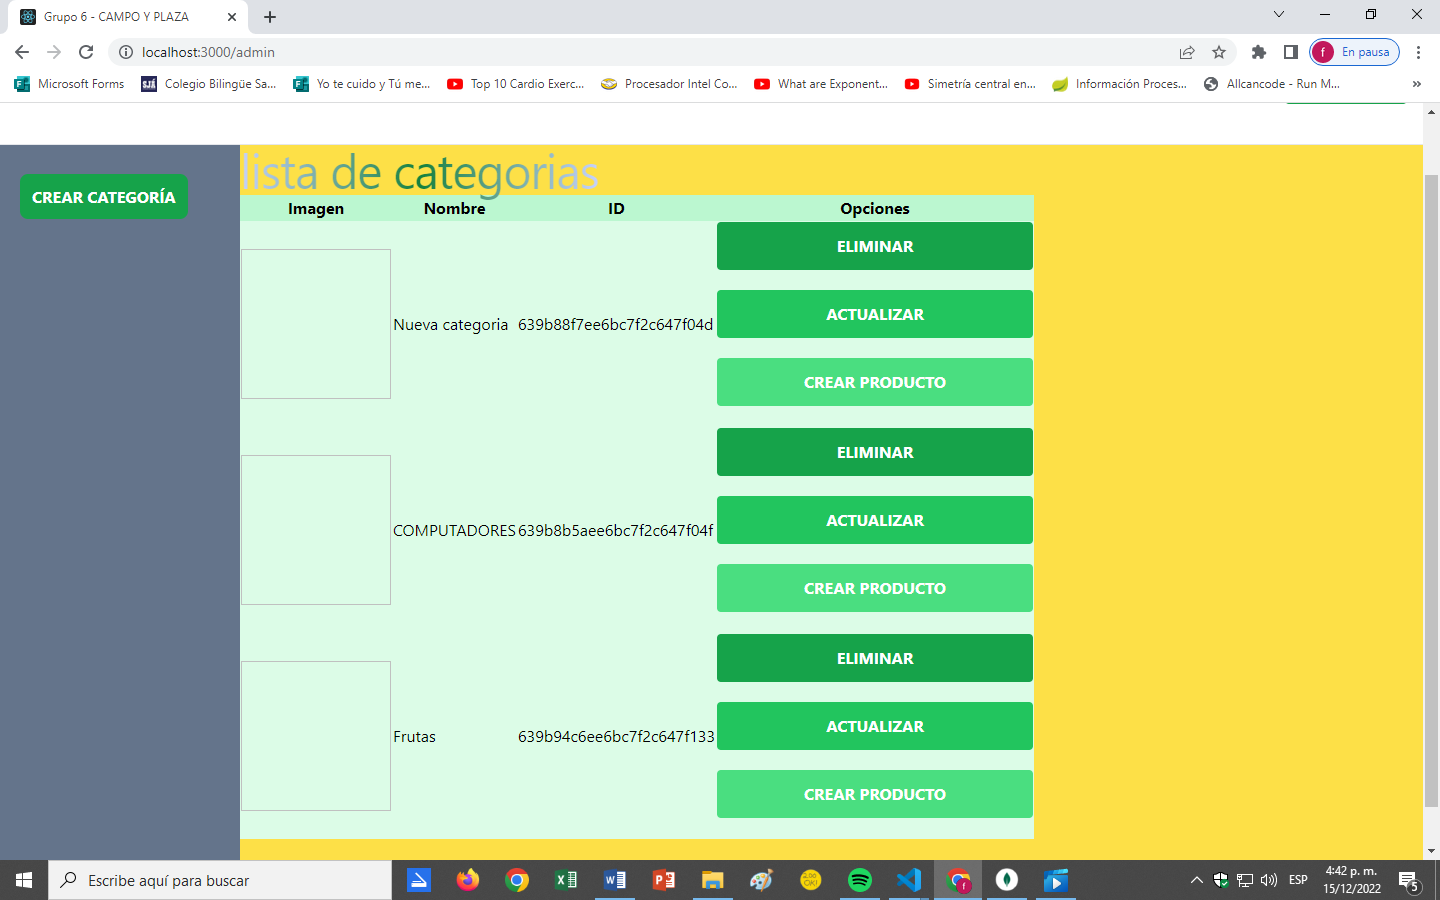 Grupo 6 - CAMPO Y PLAZA
localhost:3000/admin
f En pausa
Microsoft Forms
SJA Colegio Bilingüe Sa...
Yo te cuido y Tú me...
Top 10 Cardio Exerc...
Procesador Intel Co...
What are Exponent...
Simetría central en...
Información Proces...
Allcancode - Run M...
»
CREAR CATEGORÍA
lista de categorias
Imagen Nombre ID Opciones
ELIMINAR
Nueva categoria 639b88f7ee6bc7f2c647f04d ACTUALIZAR
CREAR PRODUCTO
ELIMINAR
COMPUTADORES 639b8b5aee6bc7f2c647f04f ACTUALIZAR
CREAR PRODUCTO
ELIMINAR
Frutas 639b94c6ee6bc7f2c647f133 ACTUALIZAR
CREAR PRODUCTO
Escribe aquí para buscar
ESP
4:42 p. m.
15/12/2022
5